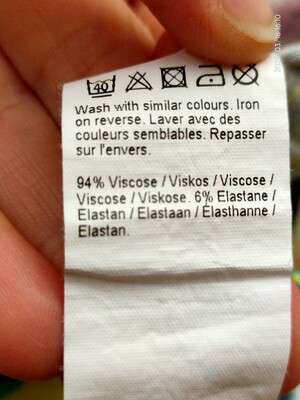 40
Wash with similar colours. Iron
on reverse. Laver avec des
couleurs semblables. Repasser
sur l'envers.
94% Viscose / Viskos / Viscose /
Viscose / Viskose. 6% Elastane /
Elastan / Elastaan / Elasthanne /
Elastan.